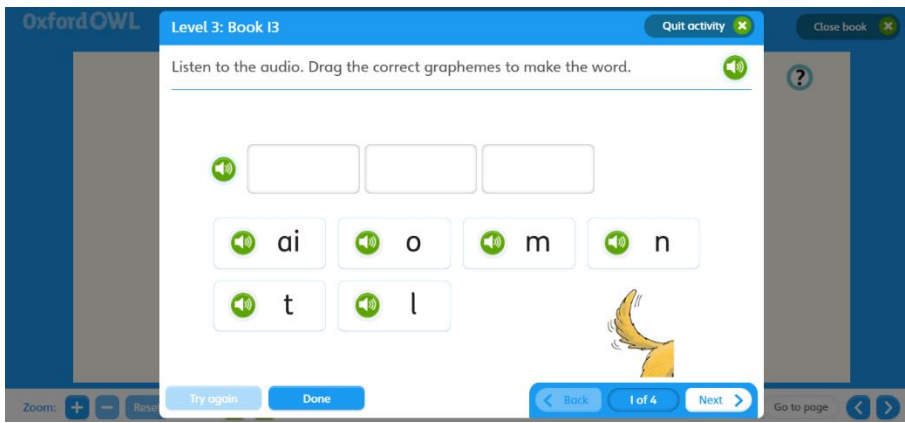 Oxford OWL
Level 3: Book 13
Quit activity
Close book
Listen to the audio. Drag the correct graphemes to make the word.
?
ai o m n
t l
Try again
Done
Back
1 of 4
Next
Zoom:
Rese
Go to page